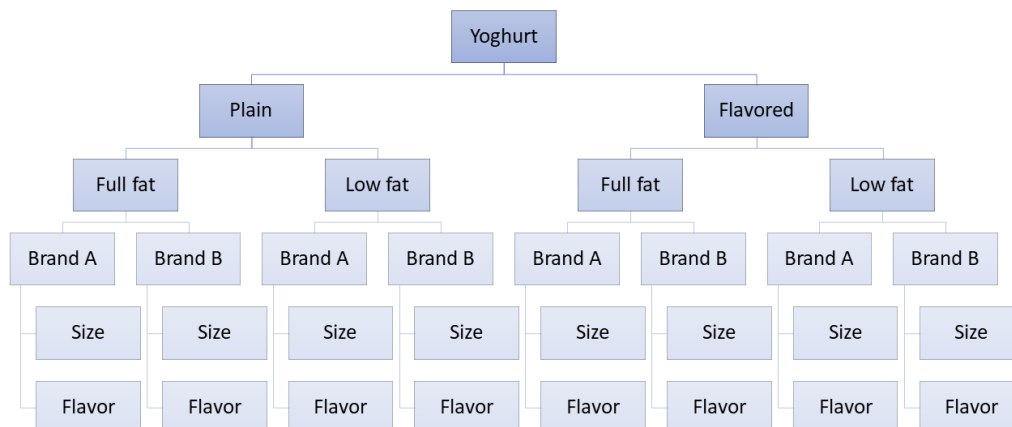 Yoghurt
Plain
Flavored
Full fat
Low fat
Full fat
Low fat
Brand A
Brand B
Brand A
Brand B
Brand A
Brand B
Brand A
Brand B
Size
Size
Size
Size
Size
Size
Size
Size
Flavor
Flavor
Flavor
Flavor
Flavor
Flavor
Flavor
Flavor